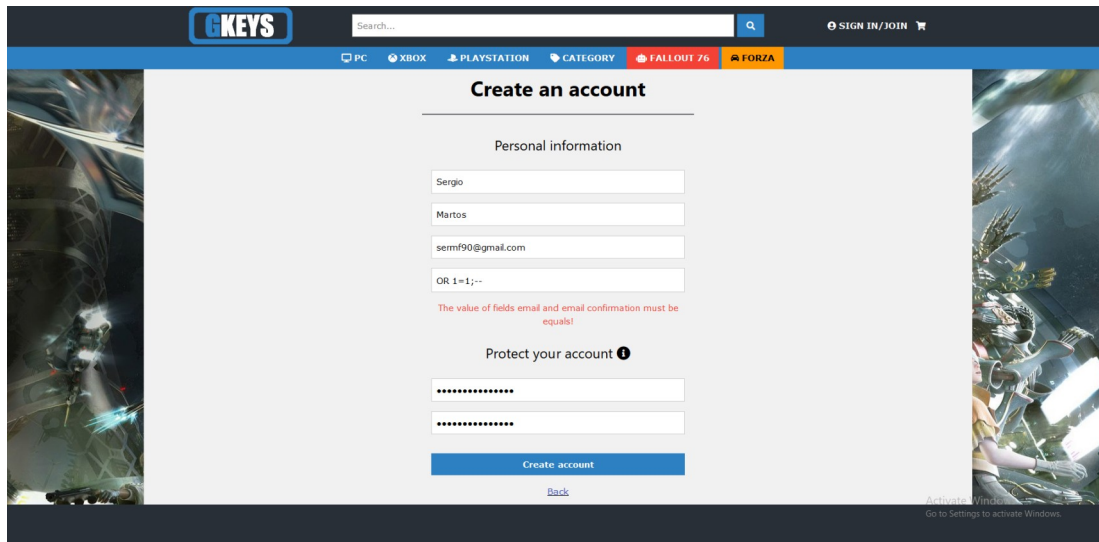 GKEYS
Search...
SIGN IN/JOIN
PC XBOX PLAYSTATION CATEGORY FALLOUT 76 FORZA
Create an account
Personal information
Sergio
Martos
sermf90@gmail.com
OR 1=1;--
The value of fields email and email confirmation must be
equals!
Protect your account
•••••••••••••••
•••••••••••••••
Create account
Back
Activate Windows
Go to Settings to activate Windows.